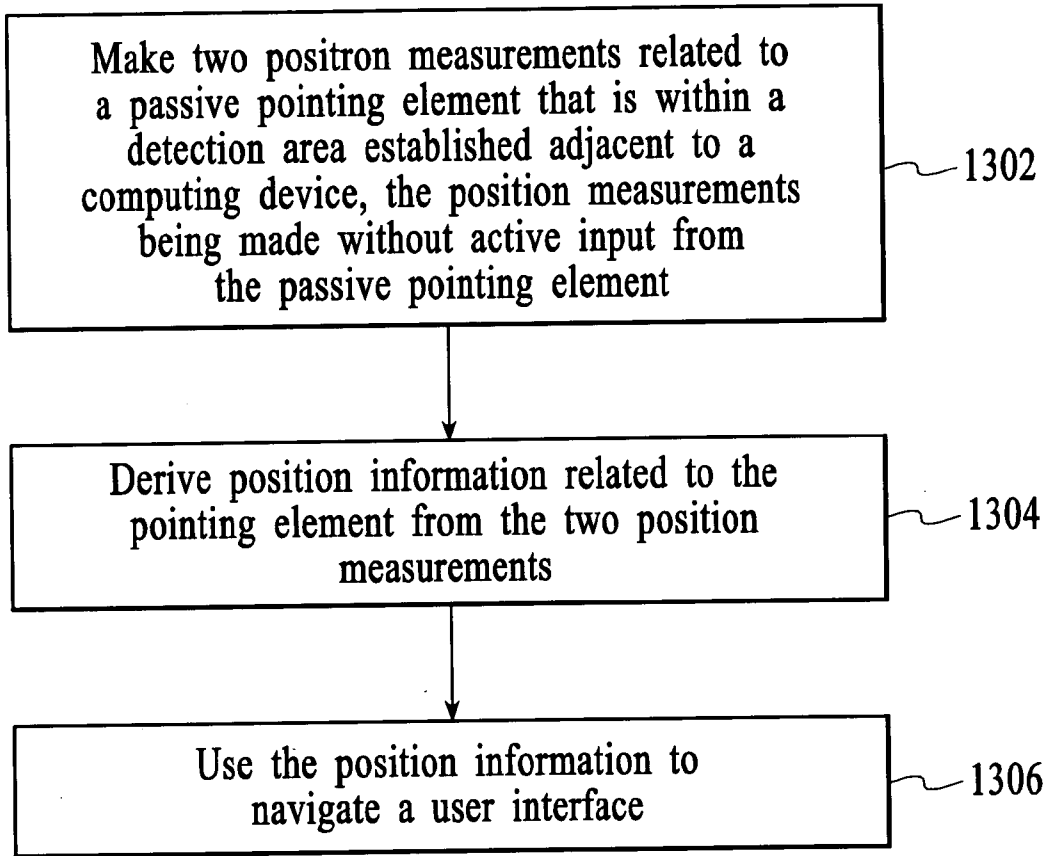 Make two positron measurements related to
a passive pointing element that is within a
detection area established adjacent to a
computing device, the position measurements
being made without active input from
the passive pointing element
1302
Derive position information related to the
pointing element from the two position
measurements
1304
Use the position information to
navigate a user interface
1306